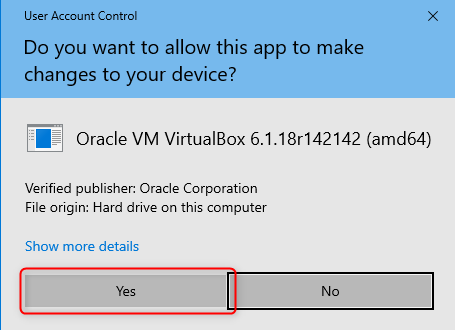 User Account Control
Do you want to allow this app to make
changes to your device?
Oracle VM VirtualBox 6.1.18r142142 (amd64)
Verified publisher: Oracle Corporation
File origin: Hard drive on this computer
Show more details
Yes
No